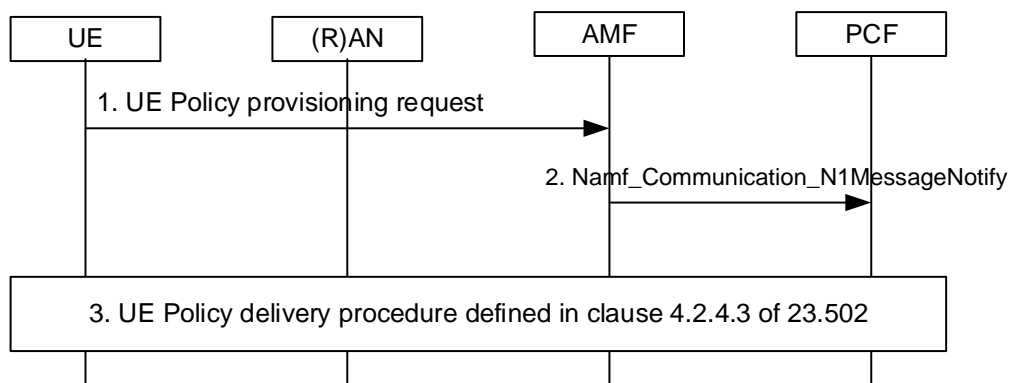 UE
(R)AN
AMF
PCF
1. UE Policy provisioning request
2. Namf_Communication_N1MessageNotify
3. UE Policy delivery procedure defined in clause 4.2.4.3 of 23.502